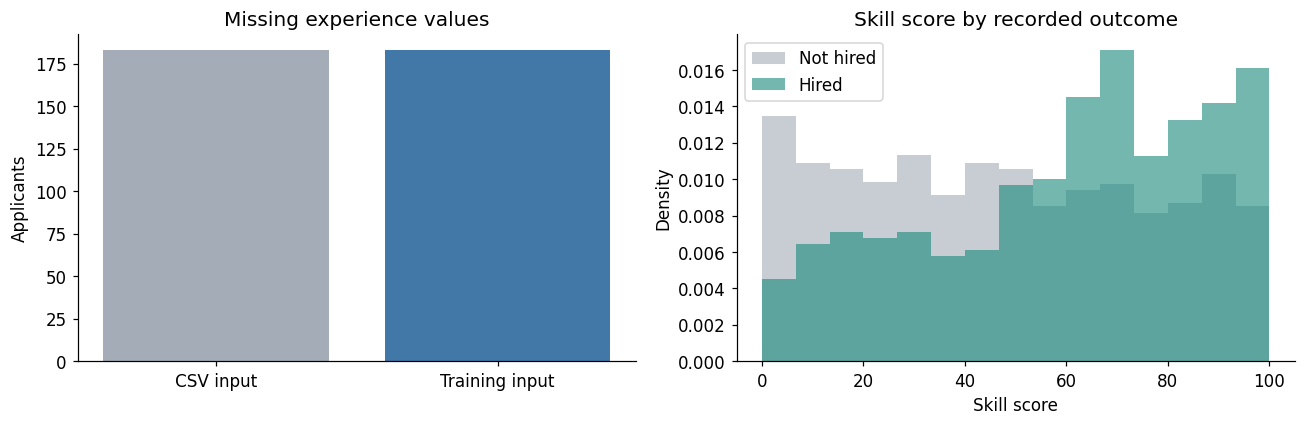 Missing experience values
Applicants
175
150
125
100
75
50
25
0
CSV input
Training input
Skill score by recorded outcome
Density
0.016
0.014
0.012
0.010
0.008
0.006
0.004
0.002
0.000
Not hired
Hired
0
20
40
60
80
100
Skill score